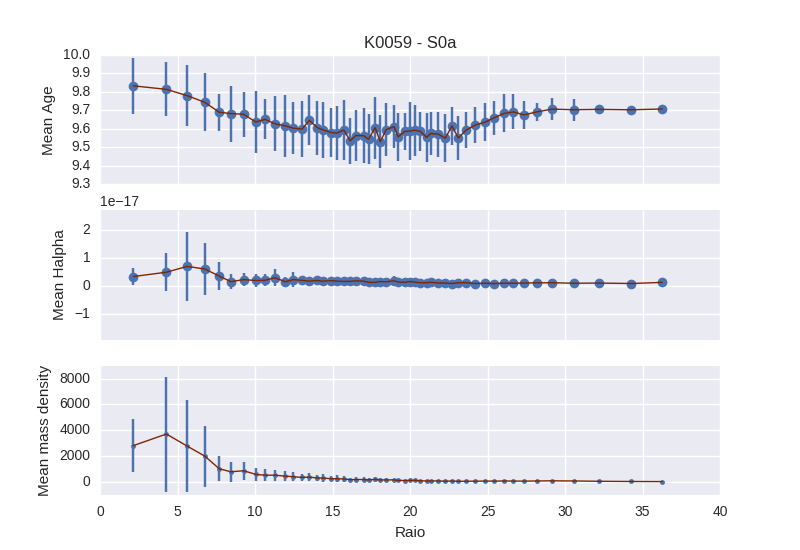 K0059 - S0a
10.0
9.9
9.8
9.7
9.6
9.5
9.4
9.3
Mean Age
1e−17
2
1
0
−1
Mean Halpha
8000
6000
4000
2000
0
Mean mass density
0 5 10 15 20 25 30 35 40
Raio